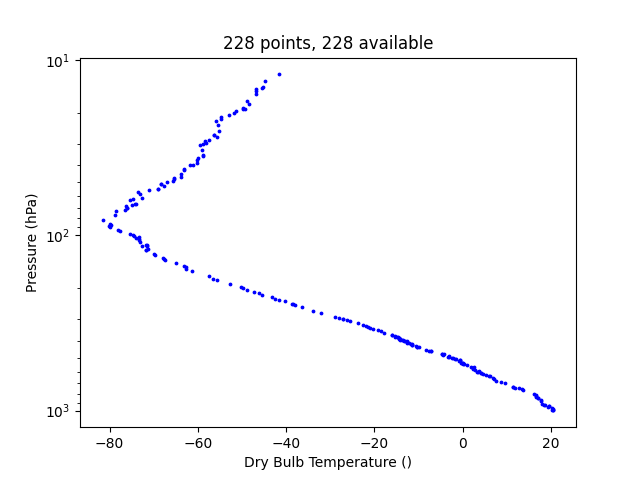 228 points, 228 available
10¹
10²
10³
Pressure (hPa)
−80 −60 −40 −20 0 20
Dry Bulb Temperature ()